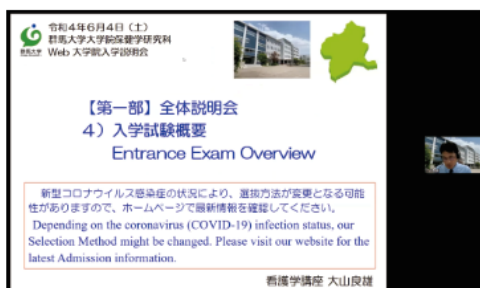 令和4年6月4日（土）
群馬大学大学院保健学研究科
群馬大学 Web 大学院入学説明会
【第一部】全体説明会
4）入学試験概要
Entrance Exam Overview
新型コロナウイルス感染症の状況により、選抜方法が変更となる可能
性がありますので、ホームページで最新情報を確認してください。
Depending on the coronavirus (COVID-19) infection status, our
Selection Method might be changed. Please visit our website for the
latest Admission information.
看護学講座 大山良雄